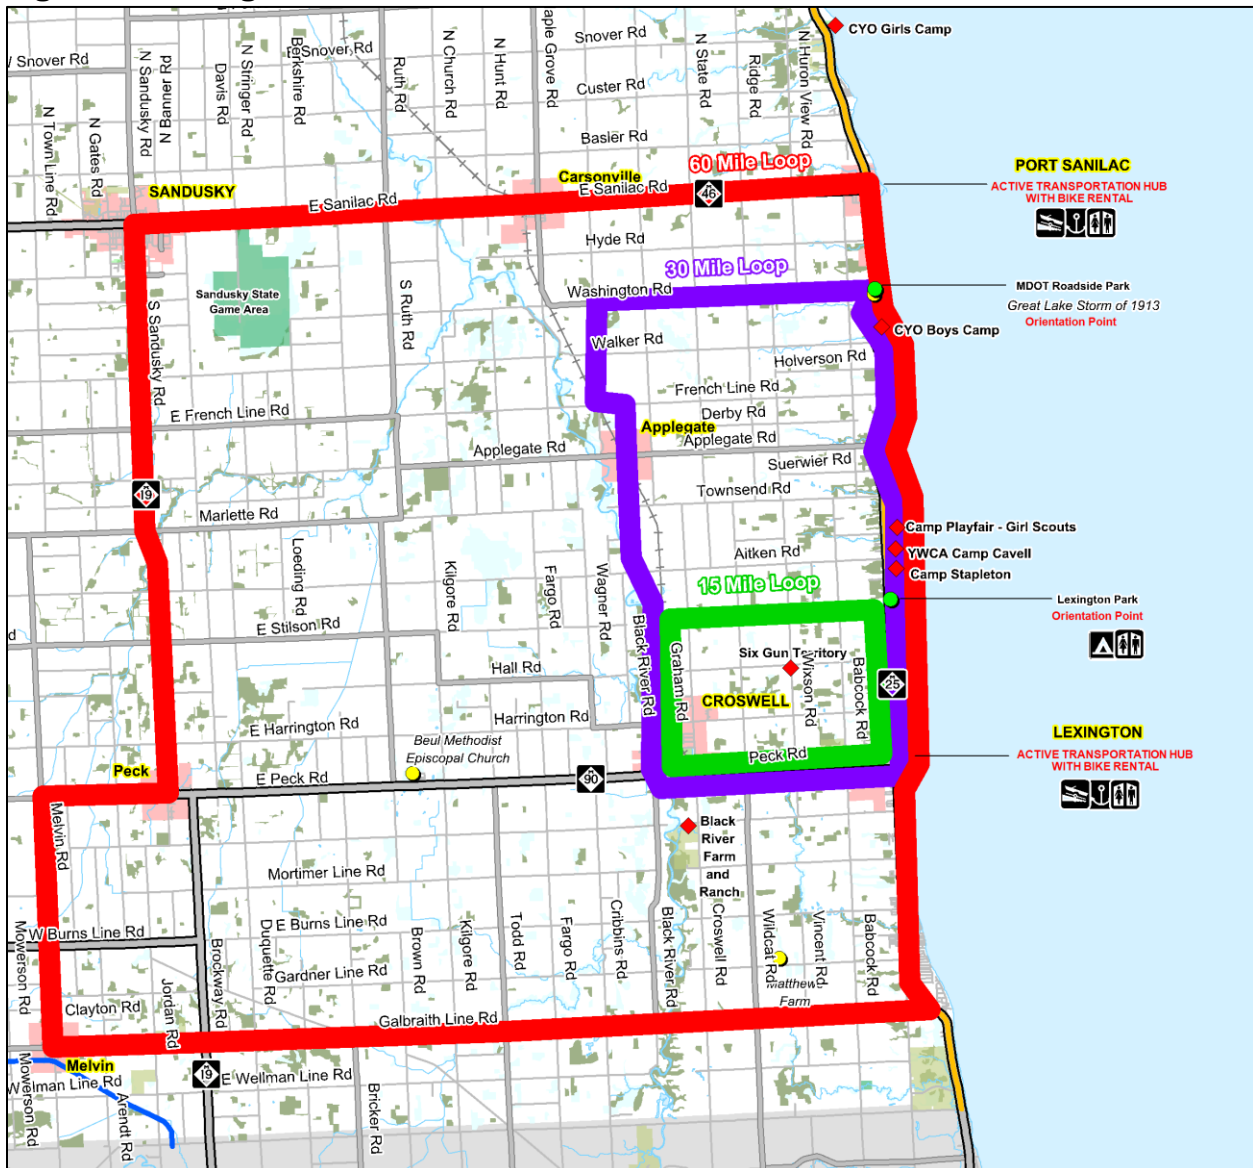 CYO Girls Camp
Snover Rd
W Snover Rd
E Snover Rd
N Sandusky Rd
N Banner Rd
Davis Rd
N Stringer Rd
Berkshire Rd
Ruth Rd
N Church Rd
N Hunt Rd
aple Grove Rd
N State Rd
Ridge Rd
N Huron View Rd
Custer Rd
Basler Rd
N Town Line Rd
N Gates Rd
60 Mile Loop
PORT SANILAC
ACTIVE TRANSPORTATION HUB
WITH BIKE RENTAL
SANDUSKY
Carsonville
E Sanilac Rd
E Sanilac Rd
M 46
Hyde Rd
30 Mile Loop
Washington Rd
MDOT Roadside Park
Great Lake Storm of 1913
Orientation Point
Sandusky State
Game Area
S Ruth Rd
S Sandusky Rd
Walker Rd
CYO Boys Camp
Holverson Rd
French Line Rd
E French Line Rd
Derby Rd
Applegate
Applegate Rd
Applegate Rd
Suerwier Rd
Townsend Rd
M 19
Marlette Rd
Camp Playfair - Girl Scouts
Aitken Rd
YWCA Camp Cavell
Camp Stapleton
Loeding Rd
Kilgore Rd
Fargo Rd
Wagner Rd
15 Mile Loop
Lexington Park
Orientation Point
E Stilson Rd
Black River Rd
Graham Rd
Six Gun Territory
Wixson Rd
Babcock Rd
Hall Rd
M 25
CROSWELL
Harrington Rd
E Harrington Rd
LEXINGTON
ACTIVE TRANSPORTATION HUB
WITH BIKE RENTAL
Beul Methodist
Episcopal Church
Peck Rd
Peck
E Peck Rd
M 90
Melvin Rd
Black
River
Farm
and
Ranch
Mortimer Line Rd
E Burns Line Rd
W Burns Line Rd
Mowerson Rd
Brockway Rd
Duquette Rd
Gardner Line Rd
Brown Rd
Kilgore Rd
Todd Rd
Fargo Rd
Cribbins Rd
Black River Rd
Croswell Rd
Wildcat Rd
Vincent Rd
Babcock Rd
Matthew
Farm
Clayton Rd
Jordan Rd
Galbraith Line Rd
Melvin
M 19
E Wellman Line Rd
W Wellman Line Rd
Mowerson Rd
Arendt Rd
Bricker Rd